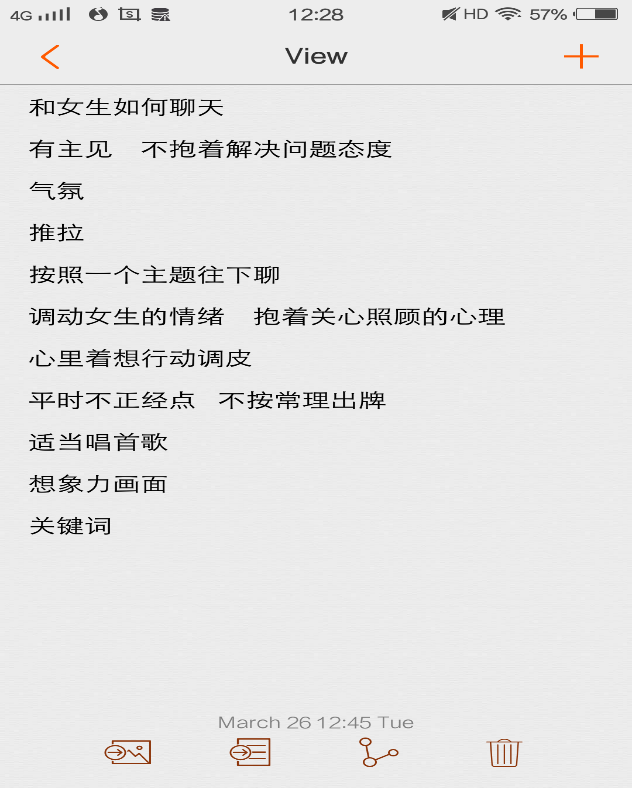 4G 12:28 HD 57%
View
和女生如何聊天
有主见 不抱着解决问题态度
气氛
推拉
按照一个主题往下聊
调动女生的情绪 抱着关心照顾的心理
心里着想行动调皮
平时不正经点 不按常理出牌
适当唱首歌
想象力画面
关键词
March 26 12:45 Tue